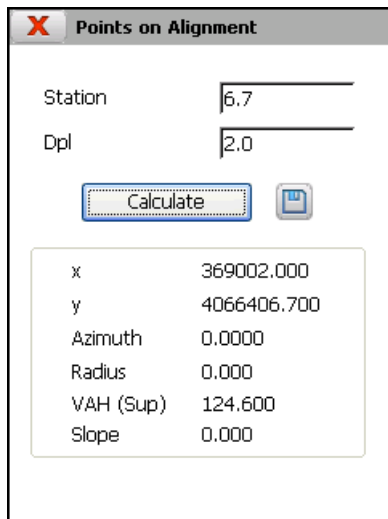 X Points on Alignment
Station 6.7
Dpl 2.0
Calculate
x 369002.000
y 4066406.700
Azimuth 0.0000
Radius 0.000
VAH (Sup) 124.600
Slope 0.000